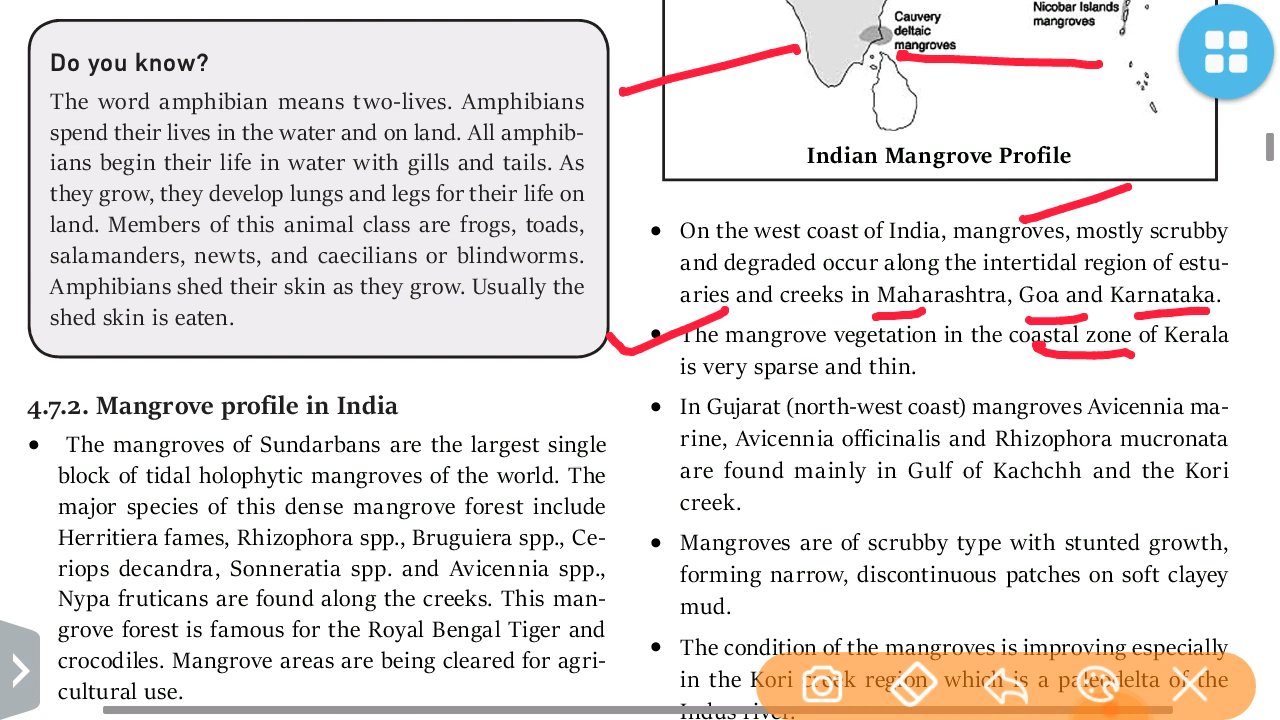 Do you know?
The word amphibian means two-lives. Amphibians
spend their lives in the water and on land. All amphib-
ians begin their life in water with gills and tails. As
they grow, they develop lungs and legs for their life on
land. Members of this animal class are frogs, toads,
salamanders, newts, and caecilians or blindworms.
Amphibians shed their skin as they grow. Usually the
shed skin is eaten.
4.7.2. Mangrove profile in India
• The mangroves of Sundarbans are the largest single
block of tidal holophytic mangroves of the world. The
major species of this dense mangrove forest include
Herritiera fames, Rhizophora spp., Bruguiera spp., Ce-
riops decandra, Sonneratia spp. and Avicennia spp.,
Nypa fruticans are found along the creeks. This man-
grove forest is famous for the Royal Bengal Tiger and
crocodiles. Mangrove areas are being cleared for agri-
cultural use.
Cauvery
deltaic
mangroves
Nicobar Islands
mangroves
Indian Mangrove Profile
• On the west coast of India, mangroves, mostly scrubby
and degraded occur along the intertidal region of estu-
aries and creeks in Maharashtra, Goa and Karnataka.
• The mangrove vegetation in the coastal zone of Kerala
is very sparse and thin.
• In Gujarat (north-west coast) mangroves Avicennia ma-
rine, Avicennia officinalis and Rhizophora mucronata
are found mainly in Gulf of Kachchh and the Kori
creek.
• Mangroves are of scrubby type with stunted growth,
forming narrow, discontinuous patches on soft clayey
mud.
• The condition of the mangroves is improving especially
in the Kori creek region, which is a paleodelta of the
Indus river.